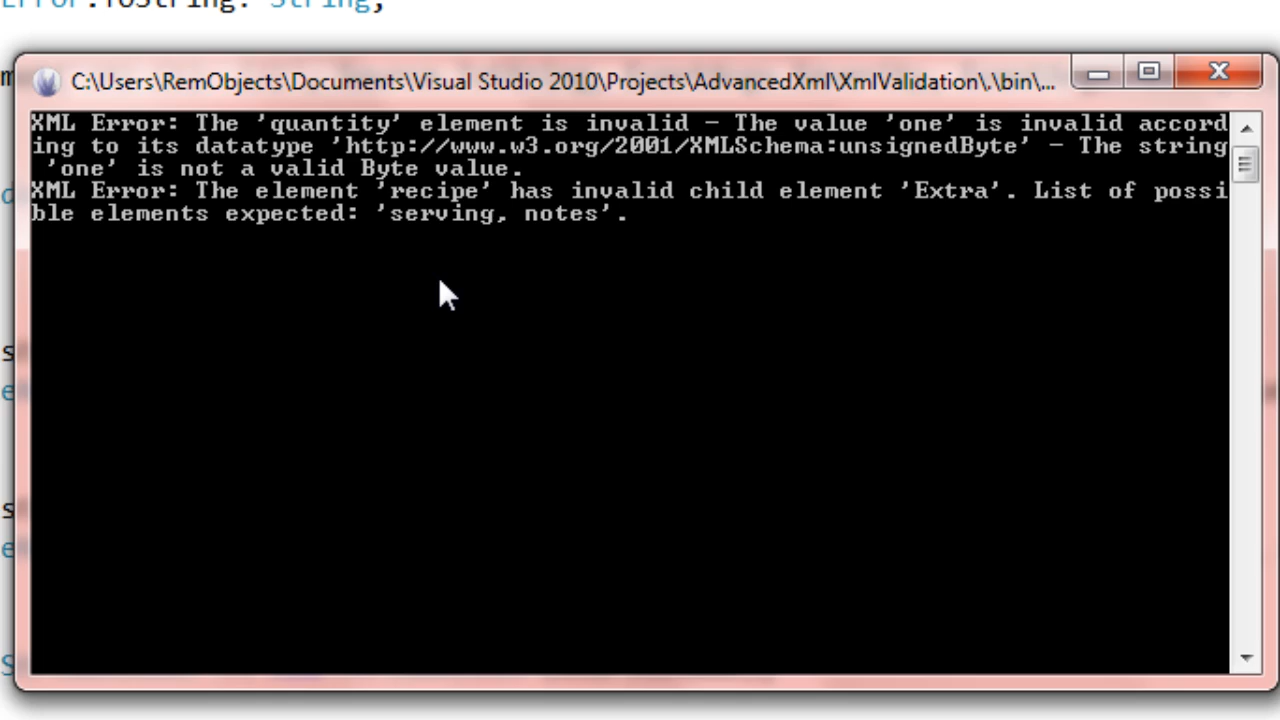 Error.ToString: String;
C:\Users\RemObjects\Documents\Visual Studio 2010\Projects\AdvancedXml\XmlValidation\.\bin\...
XML Error: The 'quantity' element is invalid - The value 'one' is invalid accord
ing to its datatype 'http://www.w3.org/2001/XMLSchema:unsignedByte' - The string
'one' is not a valid Byte value.
XML Error: The element 'recipe' has invalid child element 'Extra'. List of possi
ble elements expected: 'serving, notes'.